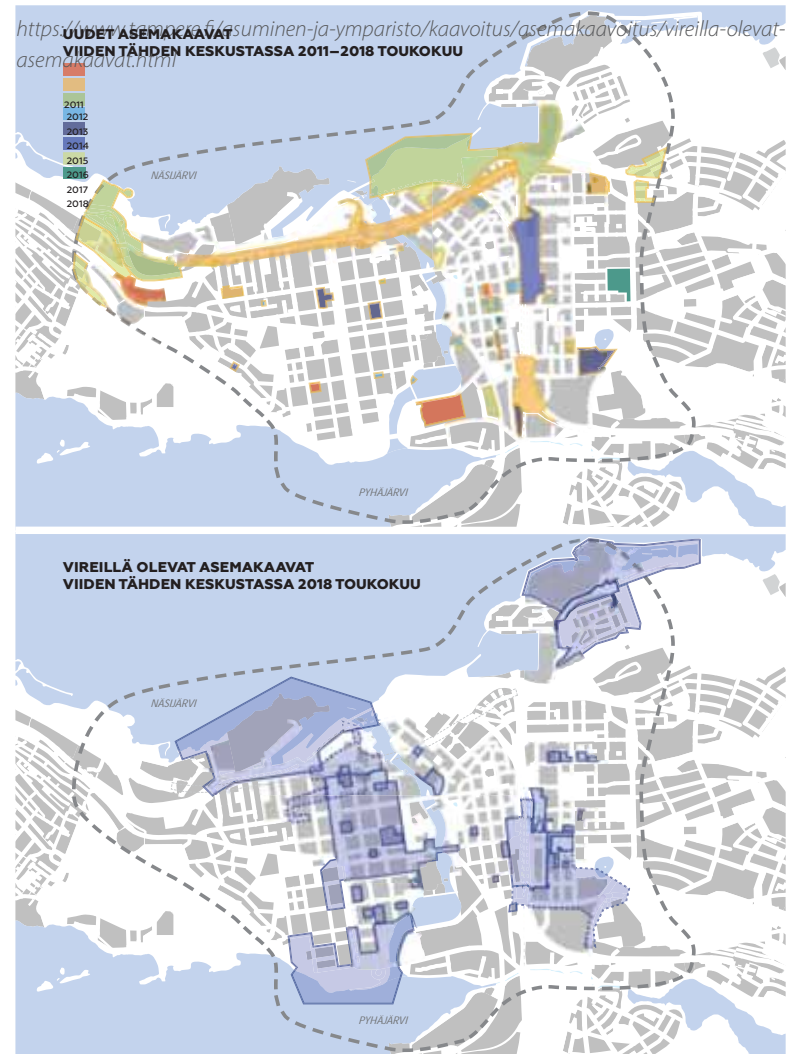 https://www.tampere.fi/asuminen-ja-ymparisto/kaavoitus/asemakaavoitus/vireilla-olevat-
asemakaavat.html
UUDET ASEMAKAAVAT
VIIDEN TÄHDEN KESKUSTASSA 2011–2018 TOUKOKUU
2011
2012
2013
2014
2015
2016
2017
2018
NÄSIJÄRVI
PYHÄJÄRVI
VIREILLÄ OLEVAT ASEMAKAAVAT
VIIDEN TÄHDEN KESKUSTASSA 2018 TOUKOKUU
NÄSIJÄRVI
PYHÄJÄRVI